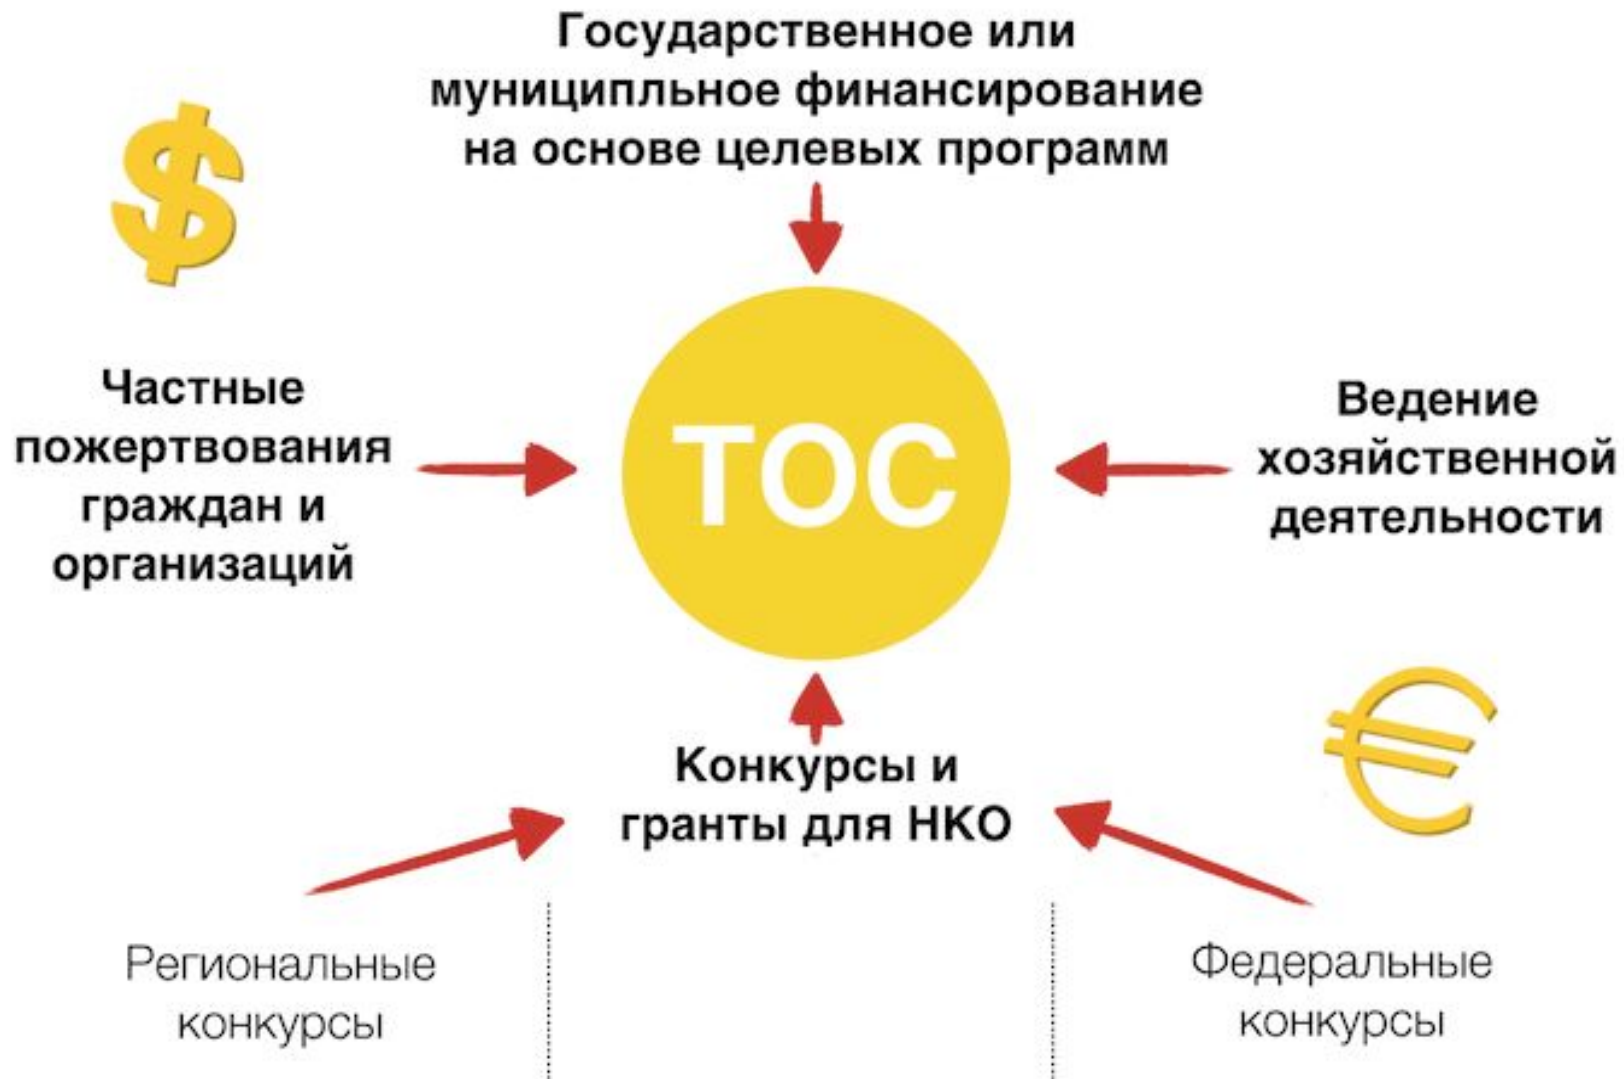 Государственное или
муниципльное финансирование
на основе целевых программ
Частные
пожертвования
граждан и
организаций
ТОС
Ведение
хозяйственной
деятельности
Конкурсы и
гранты для НКО
Региональные
конкурсы
Федеральные
конкурсы